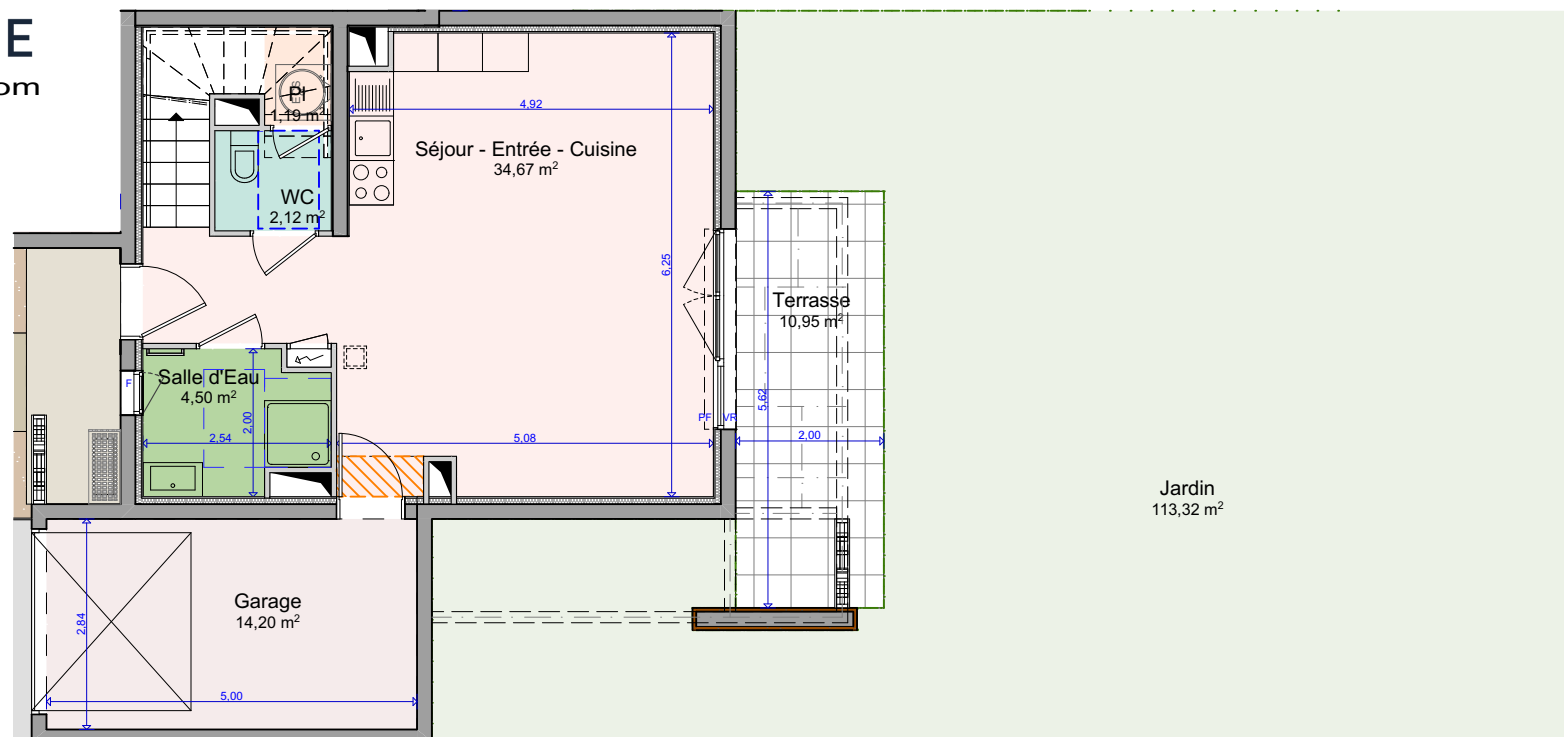 E
om
Pl
1,19 m²
4,92
Séjour - Entrée - Cuisine
34,67 m²
WC
2,12 m²
6,25
Terrasse
10,95 m²
Salle d'Eau
4,50 m²
F
2,00
2,54
5,08
PF
VR
5,62
2,00
Jardin
113,32 m²
Garage
14,20 m²
2,84
5,00